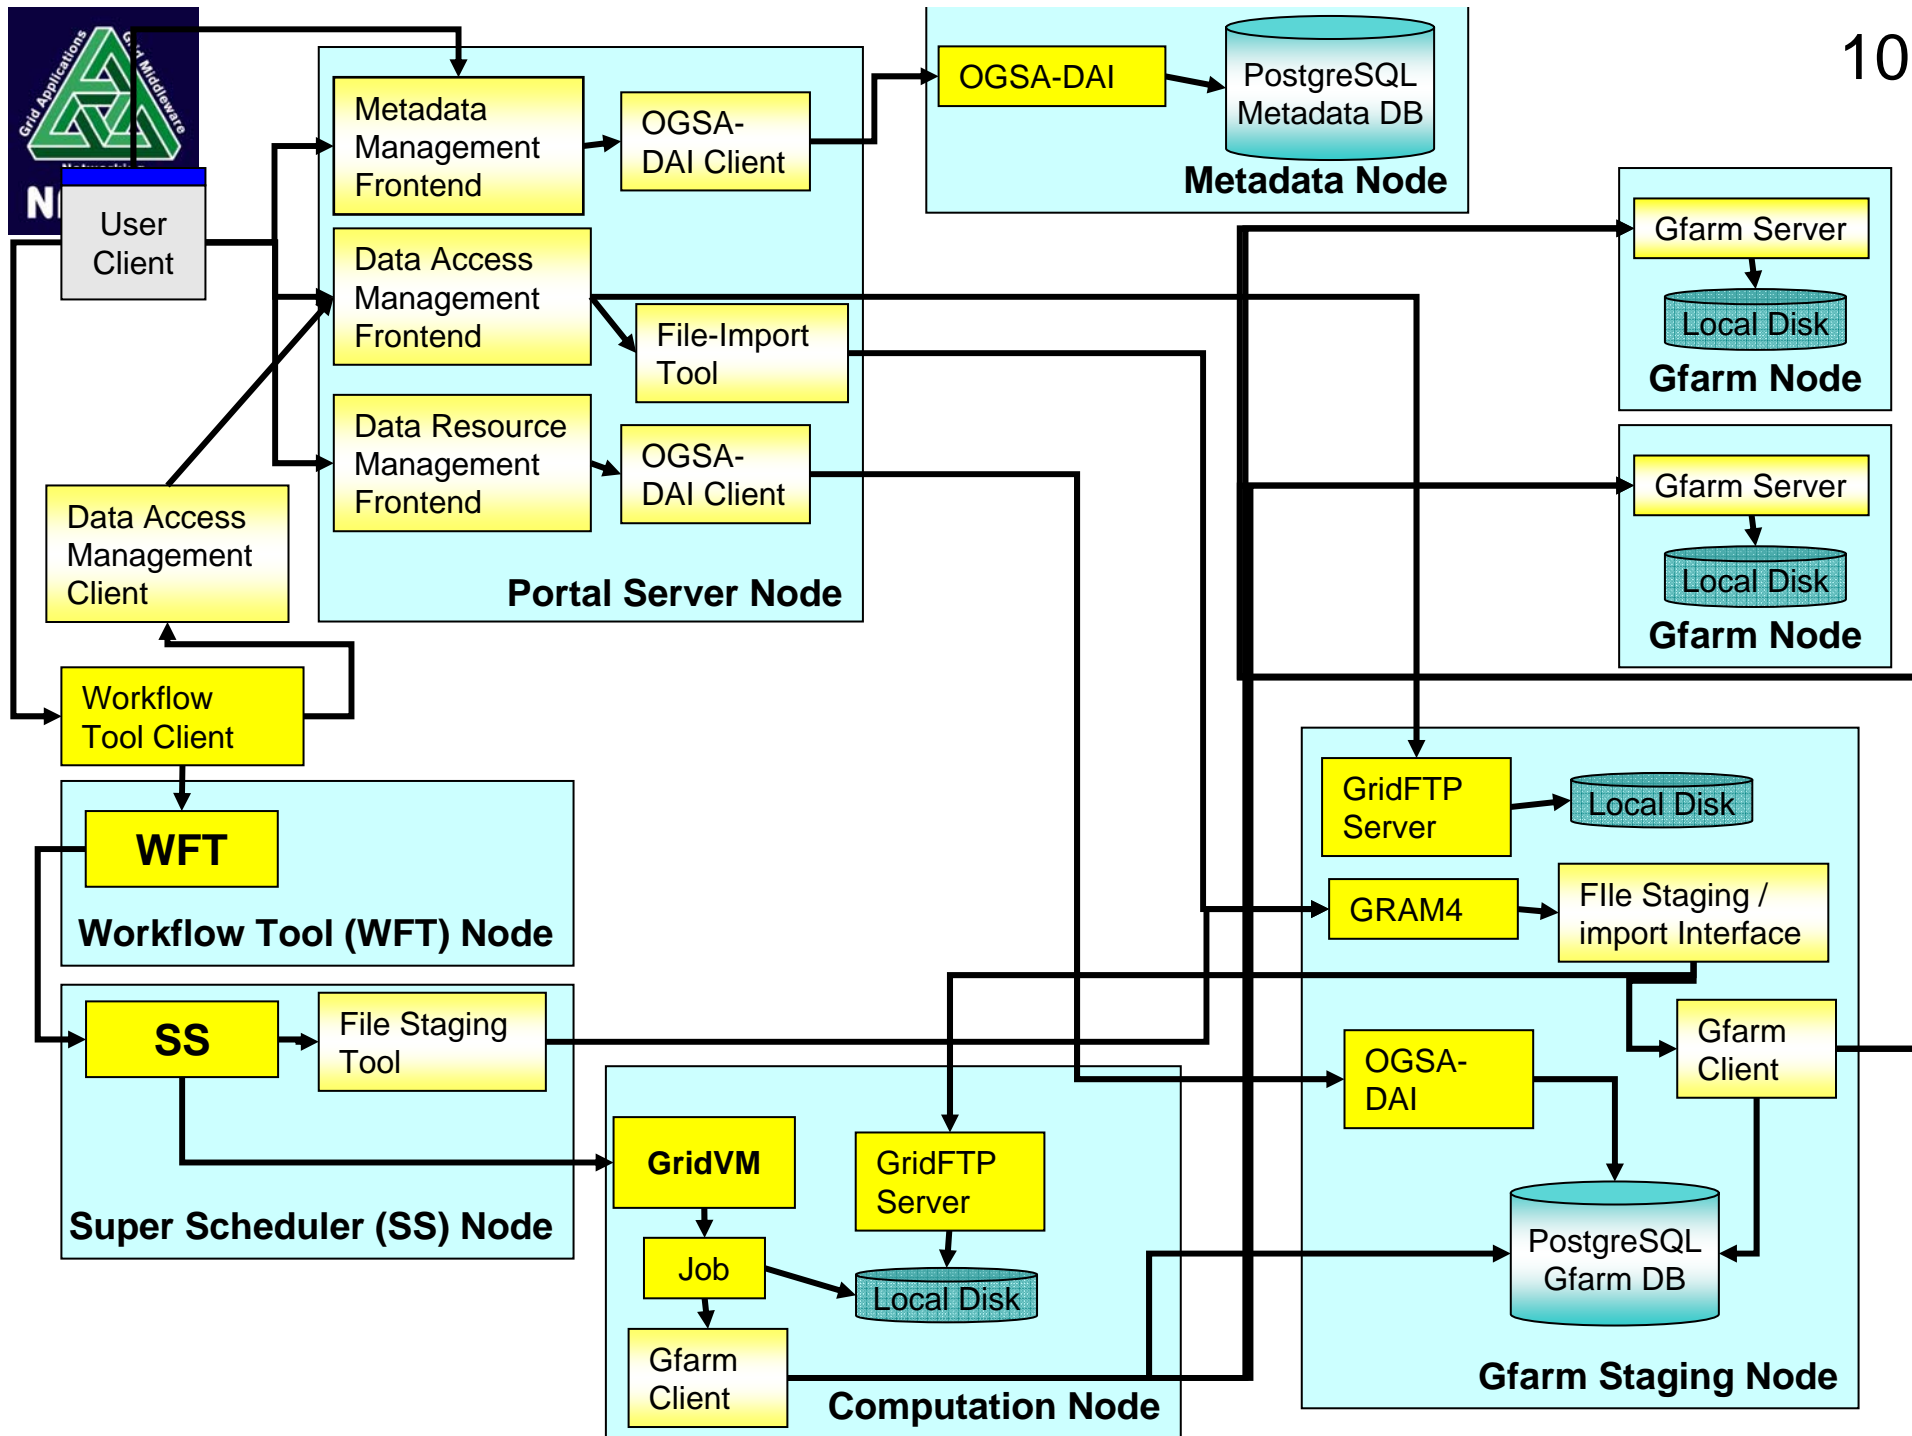 10
Grid Applications
Grid Middleware
User
Client
Metadata
Management
Frontend
OGSA-
DAI Client
Data Access
Management
Frontend
File-Import
Tool
Data Resource
Management
Frontend
OGSA-
DAI Client
Portal Server Node
OGSA-DAI
PostgreSQL
Metadata DB
Metadata Node
Gfarm Server
Local Disk
Gfarm Node
Gfarm Server
Local Disk
Gfarm Node
Data Access
Management
Client
Workflow
Tool Client
WFT
Workflow Tool (WFT) Node
SS
File Staging
Tool
Super Scheduler (SS) Node
GridVM
GridFTP
Server
Job
Local Disk
Gfarm
Client
Computation Node
GridFTP
Server
Local Disk
GRAM4
FIle Staging /
import Interface
OGSA-
DAI
Gfarm
Client
PostgreSQL
Gfarm DB
Gfarm Staging Node